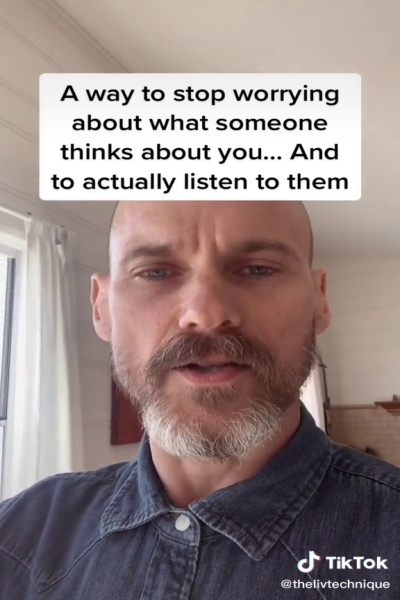 A way to stop worrying
about what someone
thinks about you... And
to actually listen to them
TikTok
@thelivtechnique